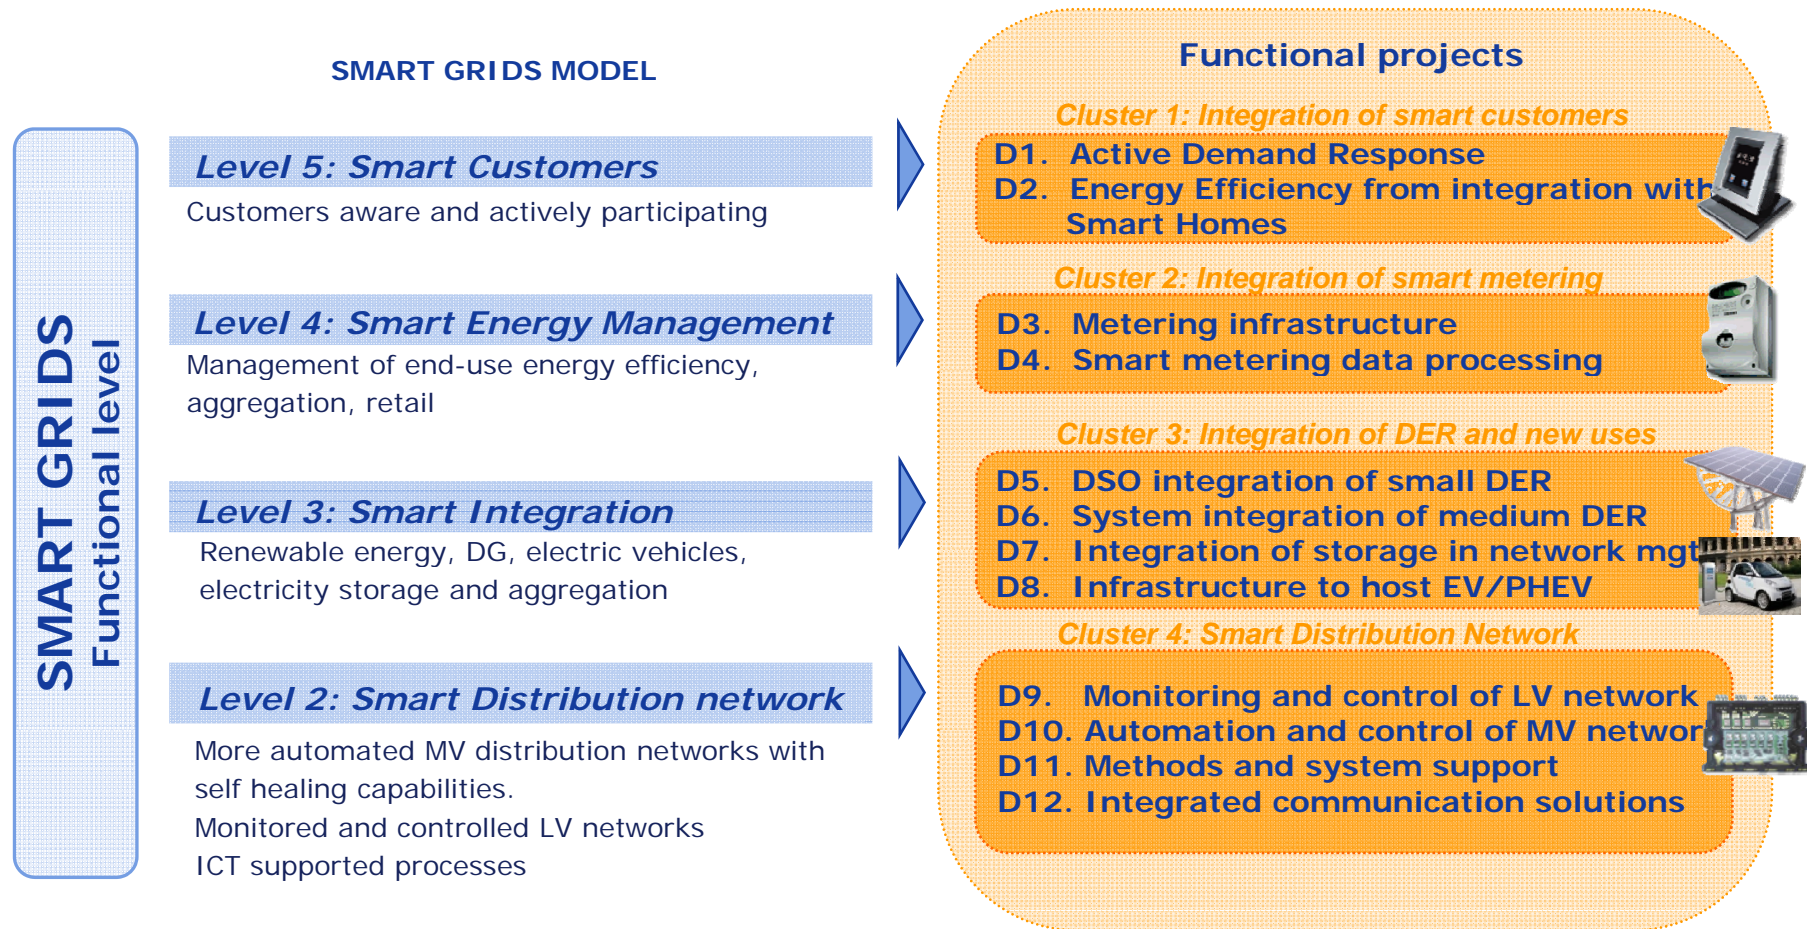 SMART GRIDS
Functional level
SMART GRIDS MODEL
Level 5: Smart Customers
Customers aware and actively participating
Level 4: Smart Energy Management
Management of end-use energy efficiency,
aggregation, retail
Level 3: Smart Integration
Renewable energy, DG, electric vehicles,
electricity storage and aggregation
Level 2: Smart Distribution network
More automated MV distribution networks with
self healing capabilities.
Monitored and controlled LV networks
ICT supported processes
Functional projects
Cluster 1: Integration of smart customers
D1. Active Demand Response
D2. Energy Efficiency from integration with
Smart Homes
Cluster 2: Integration of smart metering
D3. Metering infrastructure
D4. Smart metering data processing
Cluster 3: Integration of DER and new uses
D5. DSO integration of small DER
D6. System integration of medium DER
D7. Integration of storage in network mgt
D8. Infrastructure to host EV/PHEV
Cluster 4: Smart Distribution Network
D9. Monitoring and control of LV network
D10. Automation and control of MV networ
D11. Methods and system support
D12. Integrated communication solutions